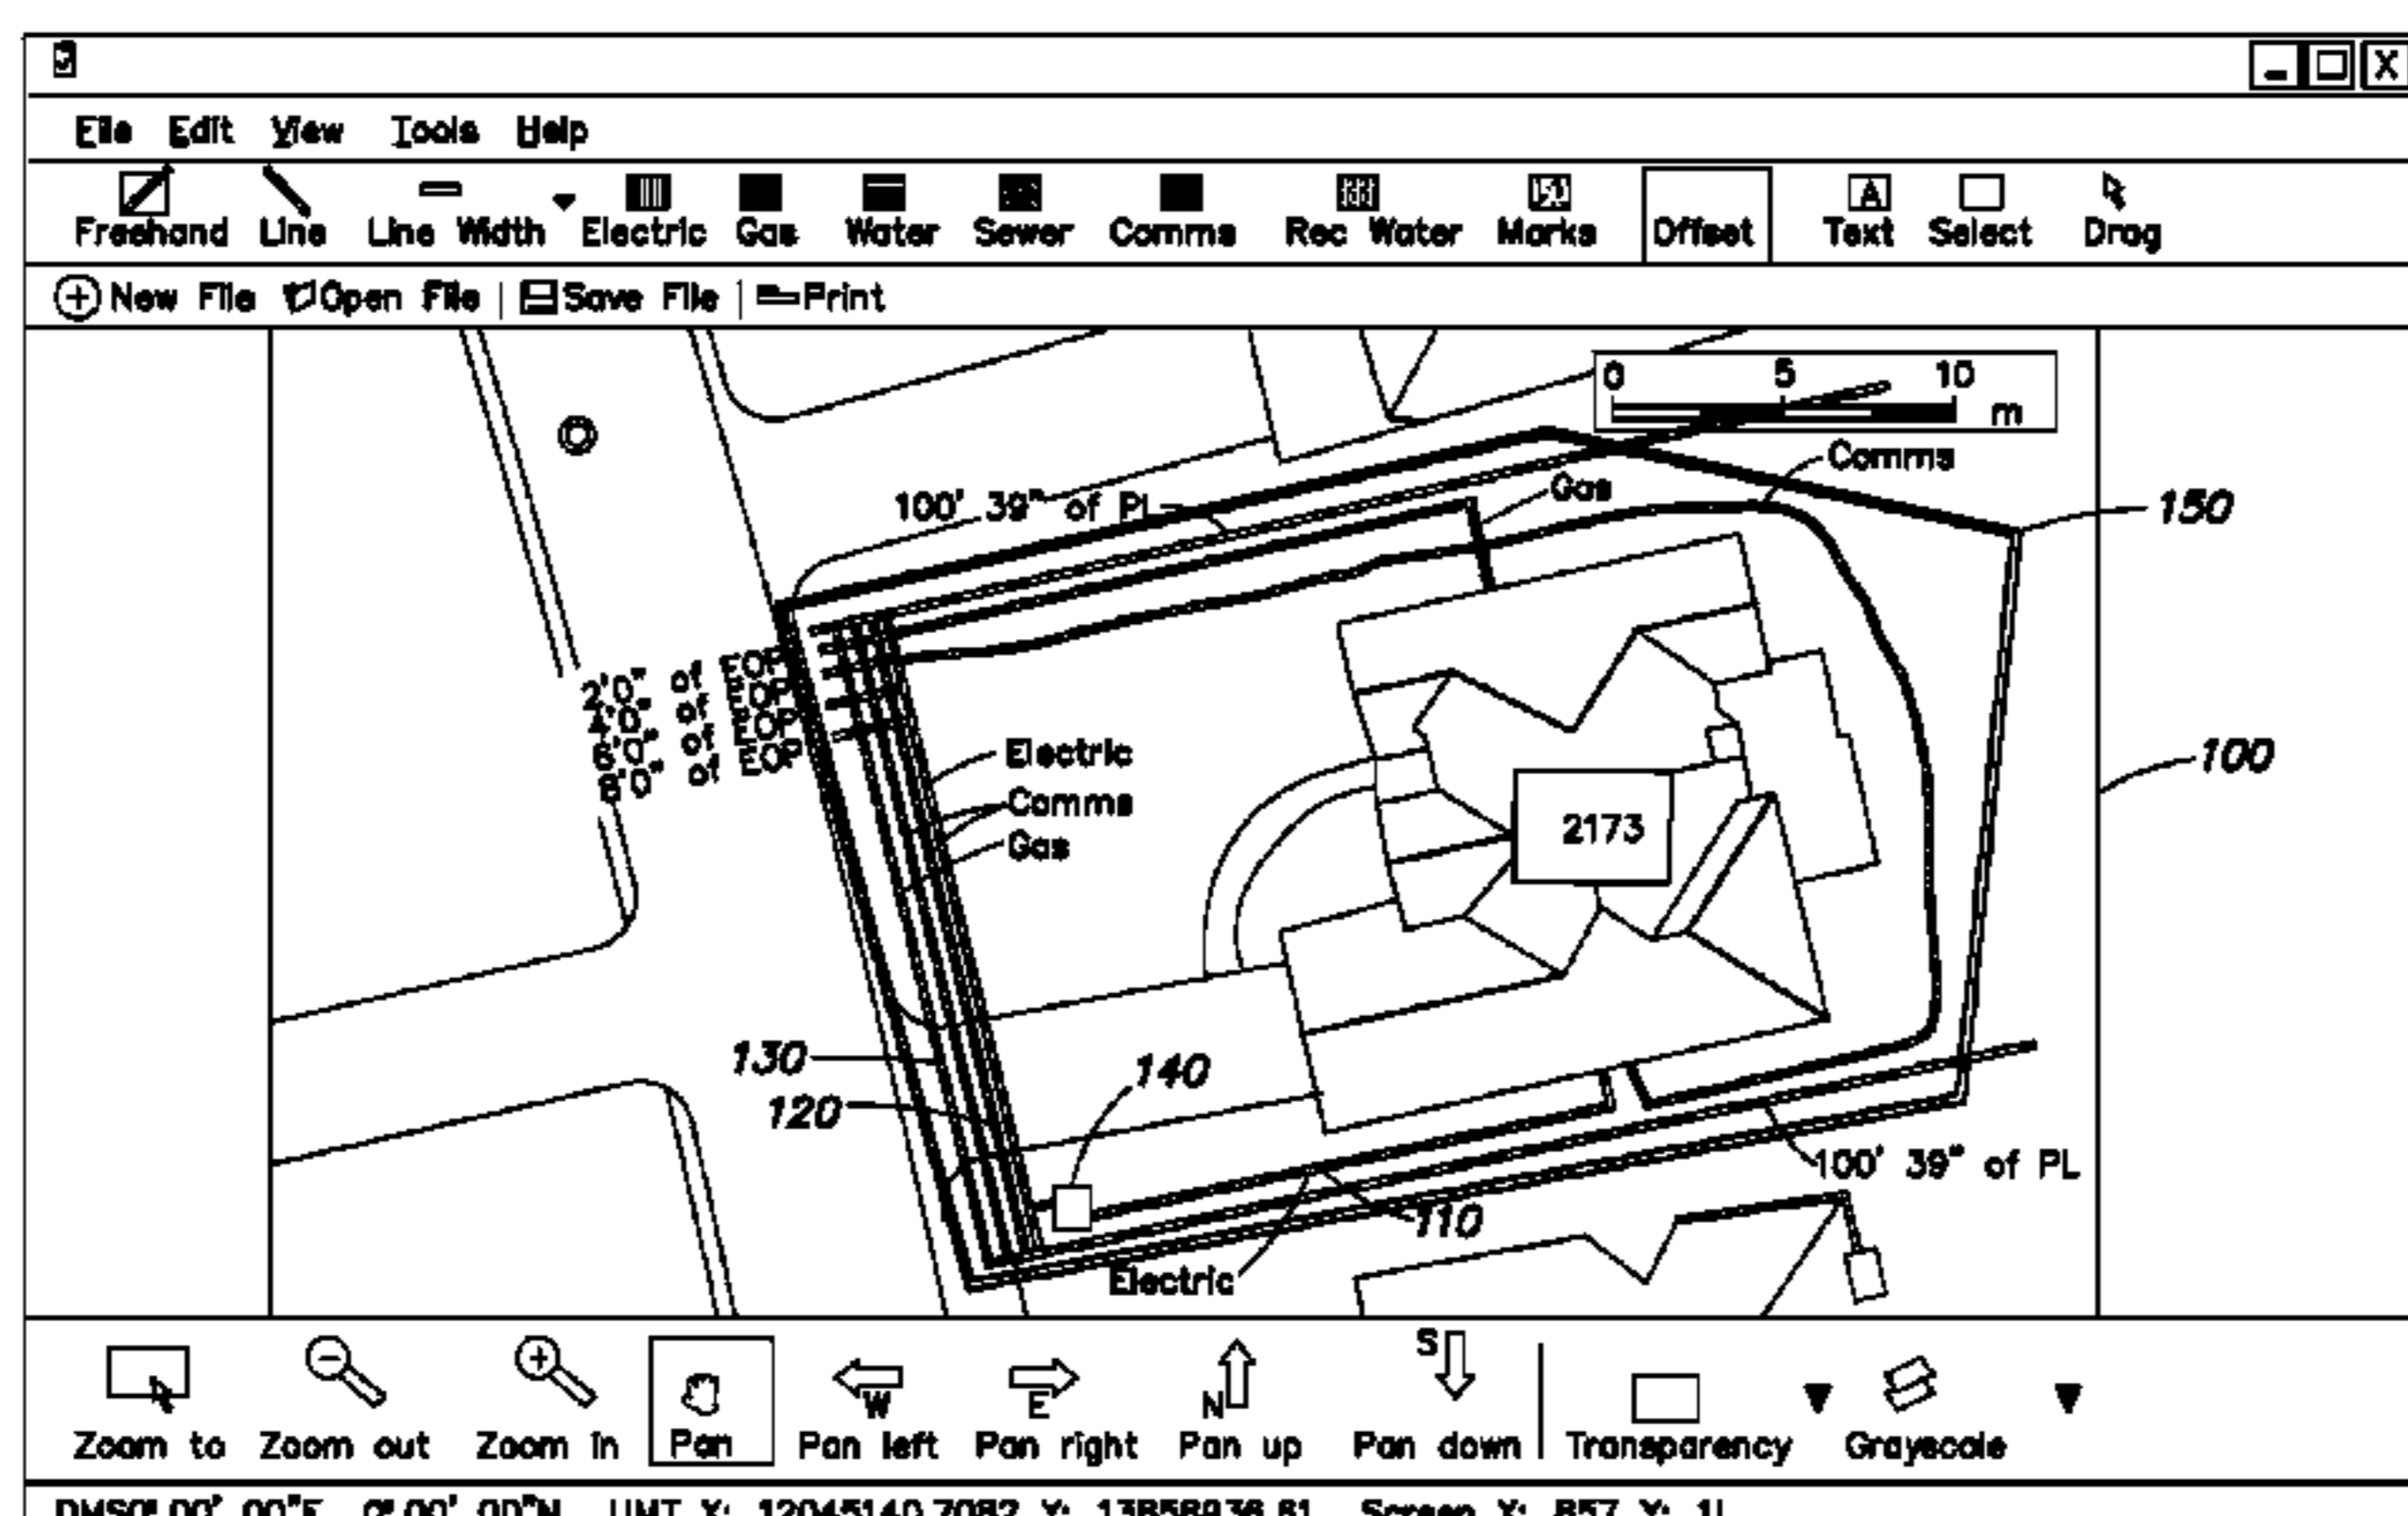 File Edit View Tools Help
Freehand Line Line Width Electric Gas Water Sewer Comms Rec Water Marks Offset Text Select Drag
New File Open File Save File Print
0 5 10 m
Comms
100' 39" of PL
Gas
150
2'0" of EOP
4'0" of EOP
6'0" of EOP
8'0" of EOP
Electric
Comms
Gas
100
2173
130
140
120
100' 39" of PL
110
Electric
W E N S
Zoom to Zoom out Zoom in Pan Pan left Pan right Pan up Pan down Transparency Grayscale
X: Y: Screen X: 857 Y: